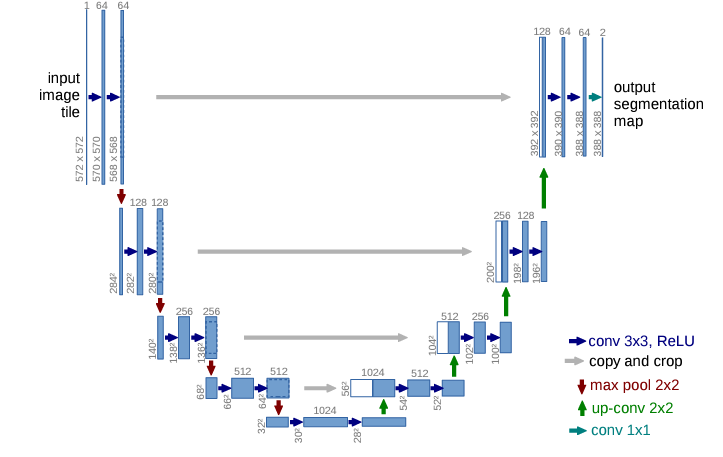 1 64 64
128 64 64 2
input
image
tile
output
segmentation
map
572 x 572
570 x 570
568 x 568
392 x 392
390 x 390
388 x 388
388 x 388
128 128
256 128
284²
282²
280²
200²
198²
196²
256 256
512 256
140²
138²
136²
104²
102²
100²
512 512
1024 512
68²
66²
64²
56²
54²
52²
1024
32²
30²
28²
conv 3x3, ReLU
copy and crop
max pool 2x2
up-conv 2x2
conv 1x1